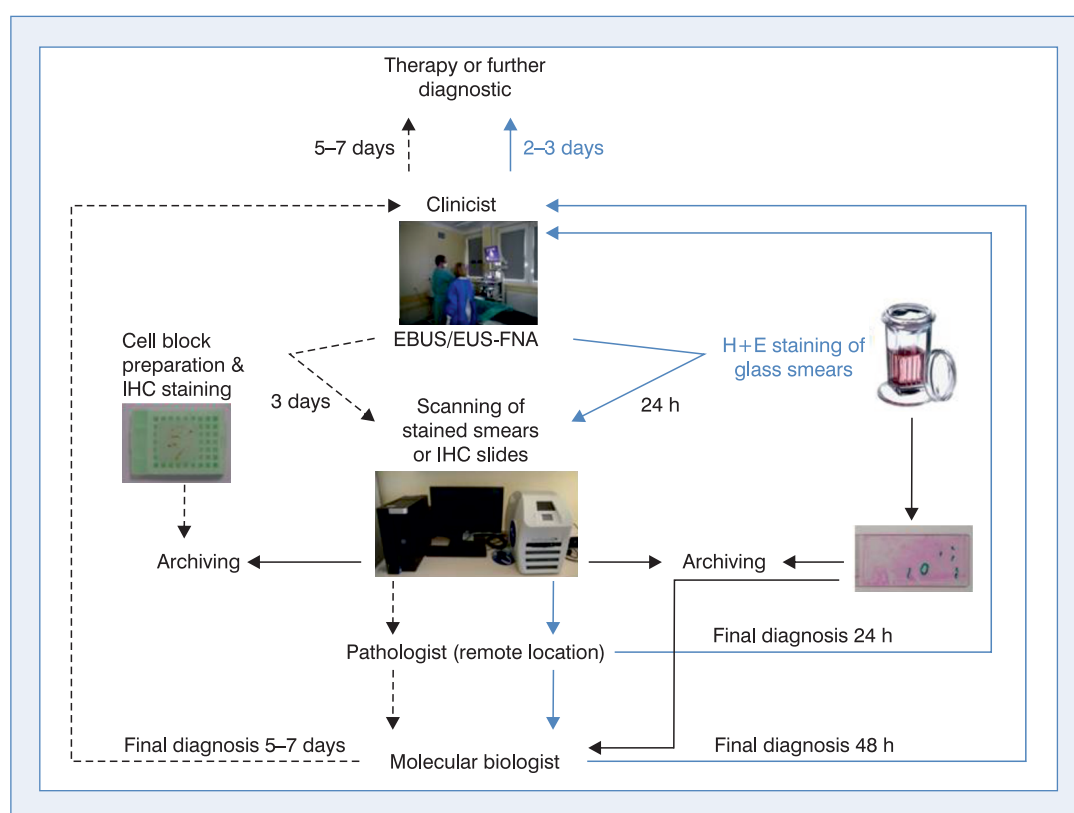 Therapy or further
diagnostic
5–7 days
2–3 days
Clinicist
EBUS/EUS-FNA
Cell block
preparation &
IHC staining
H+E staining of
glass smears
3 days
24 h
Scanning of
stained smears
or IHC slides
Archiving
Archiving
Final diagnosis 24 h
Pathologist (remote location)
Final diagnosis 5–7 days
Final diagnosis 48 h
Molecular biologist